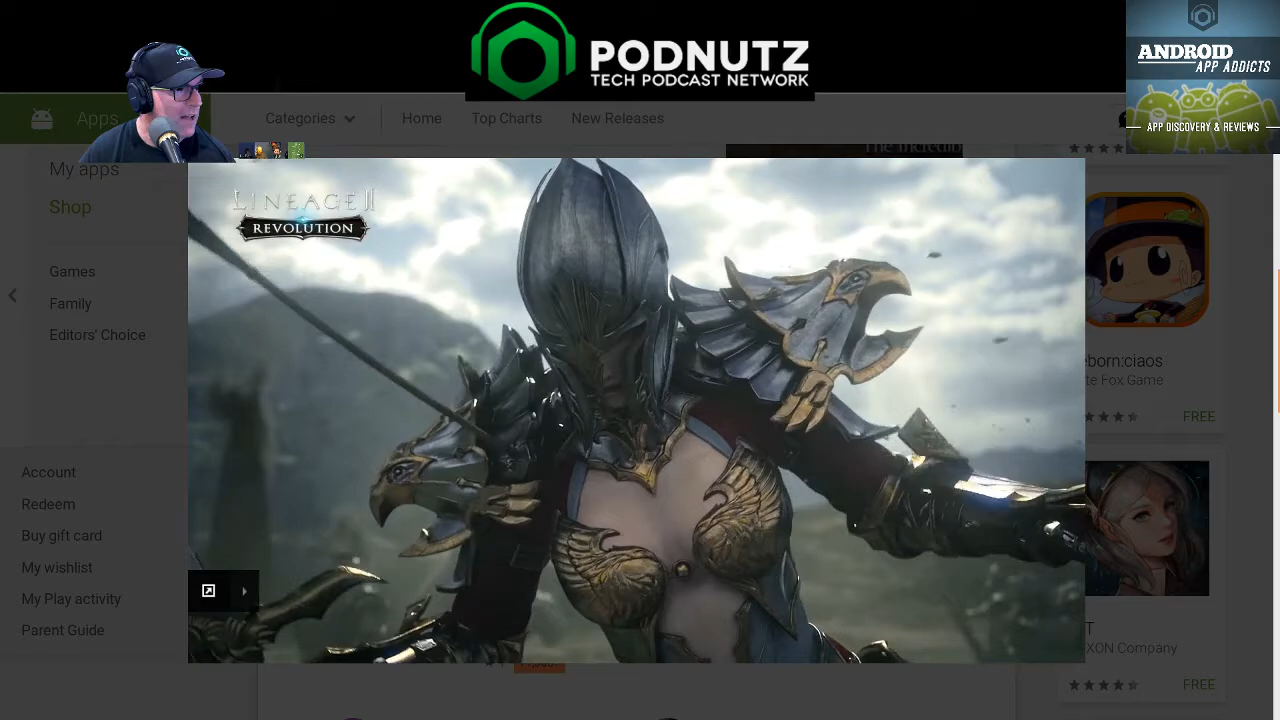 PODNUTZ
TECH PODCAST NETWORK
ANDROID
APP ADDICTS
APP DISCOVERY & REVIEWS
Apps
Categories
Home
Top Charts
New Releases
My apps
Shop
Games
Family
Editors' Choice
Account
Redeem
Buy gift card
My wishlist
My Play activity
Parent Guide
LINEAGE II
REVOLUTION
eborn:ciaos
te Fox Game
FREE
T
XON Company
FREE